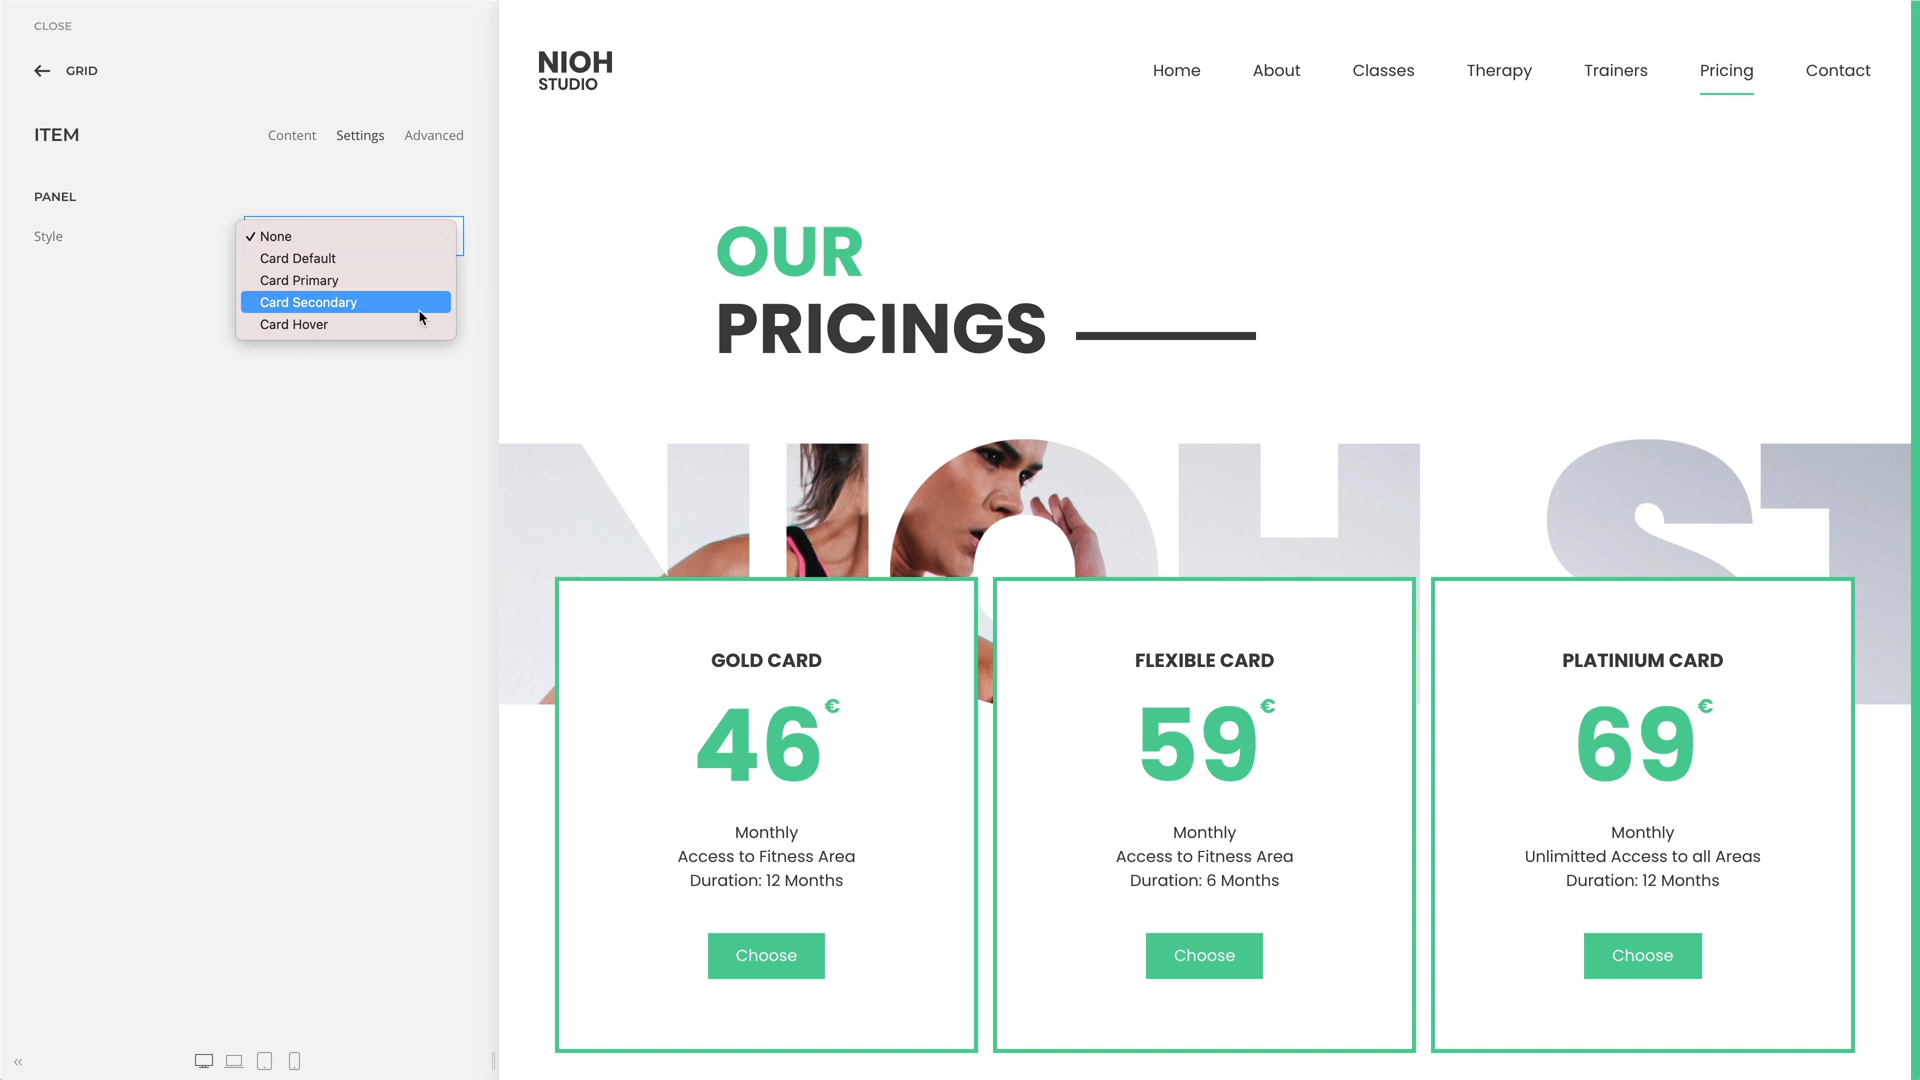 CLOSE
GRID
ITEM
Content Settings Advanced
PANEL
Style
None
Card Default
Card Primary
Card Secondary
Card Hover
NIOH
STUDIO
Home About Classes Therapy Trainers Pricing Contact
OUR
PRICINGS
NIOH ST
GOLD CARD
46€
Monthly
Access to Fitness Area
Duration: 12 Months
Choose
FLEXIBLE CARD
59€
Monthly
Access to Fitness Area
Duration: 6 Months
Choose
PLATINIUM CARD
69€
Monthly
Unlimitted Access to all Areas
Duration: 12 Months
Choose